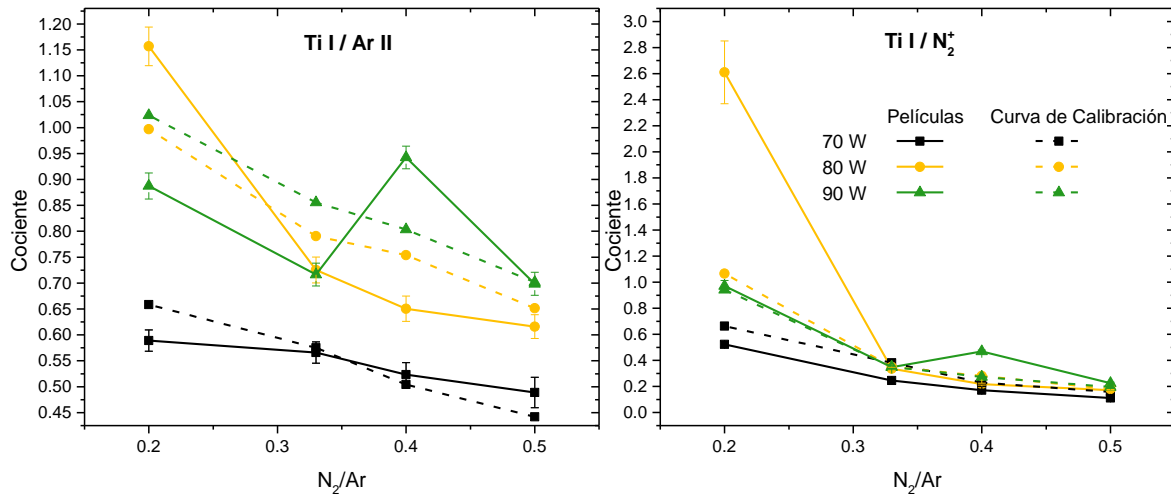 Ti I / Ar II
1.20
1.15
1.10
1.05
1.00
0.95
0.90
0.85
0.80
0.75
0.70
0.65
0.60
0.55
0.50
0.45
Cociente
0.2 0.3 0.4 0.5
N₂/Ar
Ti I / N₂⁺
3.0
2.8
2.6
2.4
2.2
2.0
1.8
1.6
1.4
1.2
1.0
0.8
0.6
0.4
0.2
0.0
Cociente
Películas Curva de Calibración
70 W
80 W
90 W
0.2 0.3 0.4 0.5
N₂/Ar